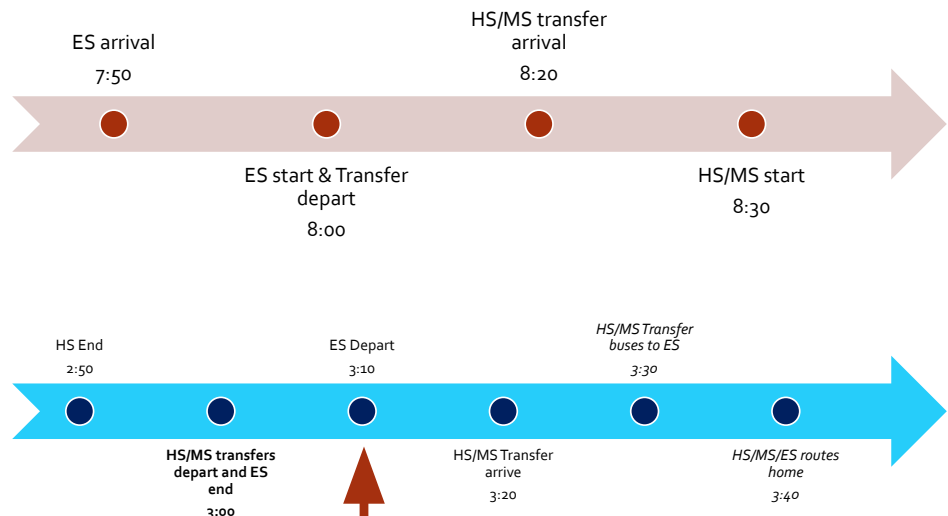 ES arrival
7:50
HS/MS transfer
arrival
8:20
ES start & Transfer
depart
8:00
HS/MS start
8:30
HS End
2:50
ES Depart
3:10
HS/MS Transfer
buses to ES
3:30
HS/MS transfers
depart and ES
end
3:00
HS/MS Transfer
arrive
3:20
HS/MS/ES routes
home
3:40